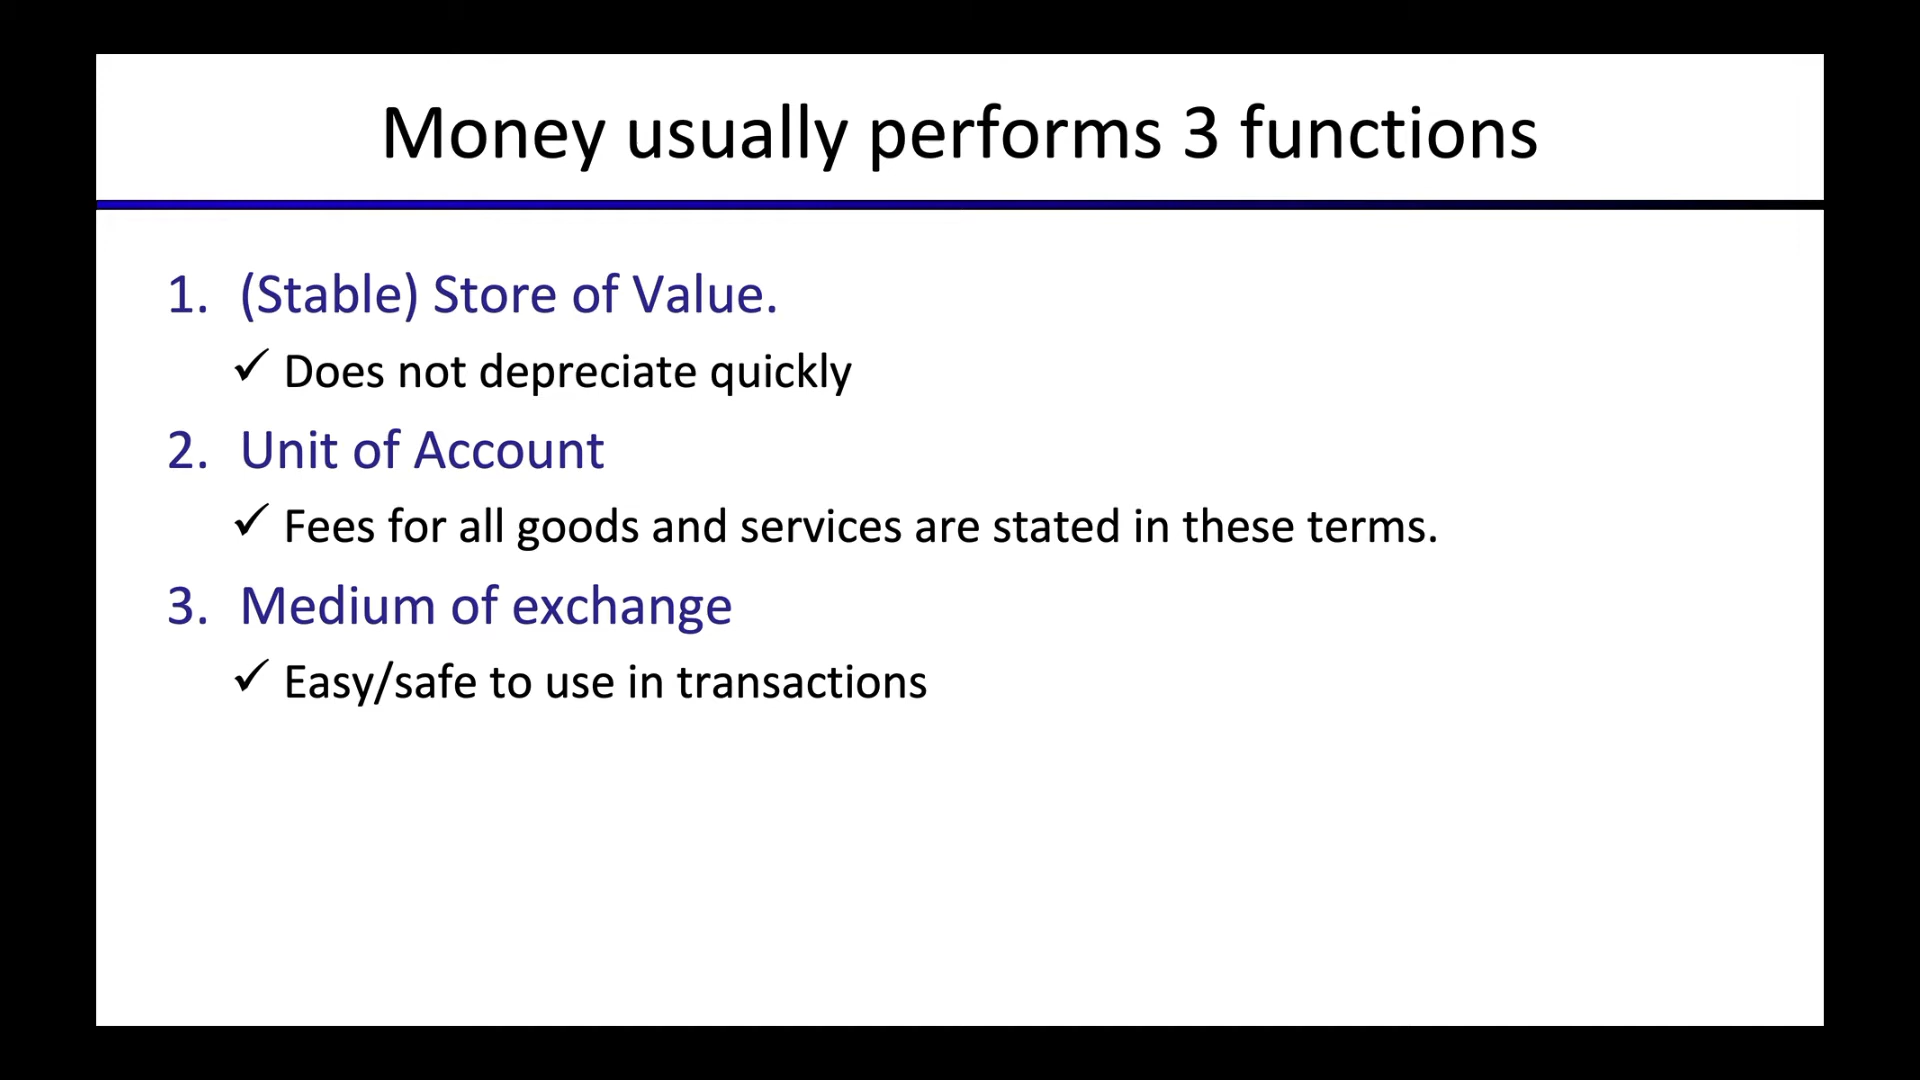 Money usually performs 3 functions
1. (Stable) Store of Value.
✓ Does not depreciate quickly
2. Unit of Account
✓ Fees for all goods and services are stated in these terms.
3. Medium of exchange
✓ Easy/safe to use in transactions